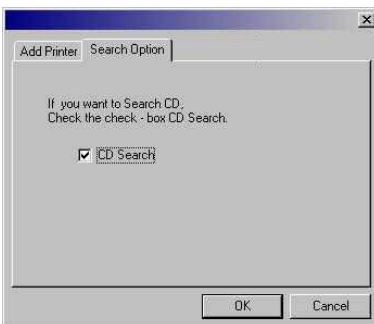 Add Printer Search Option
If you want to Search CD,
Check the check - box CD Search.
CD Search
OK Cancel